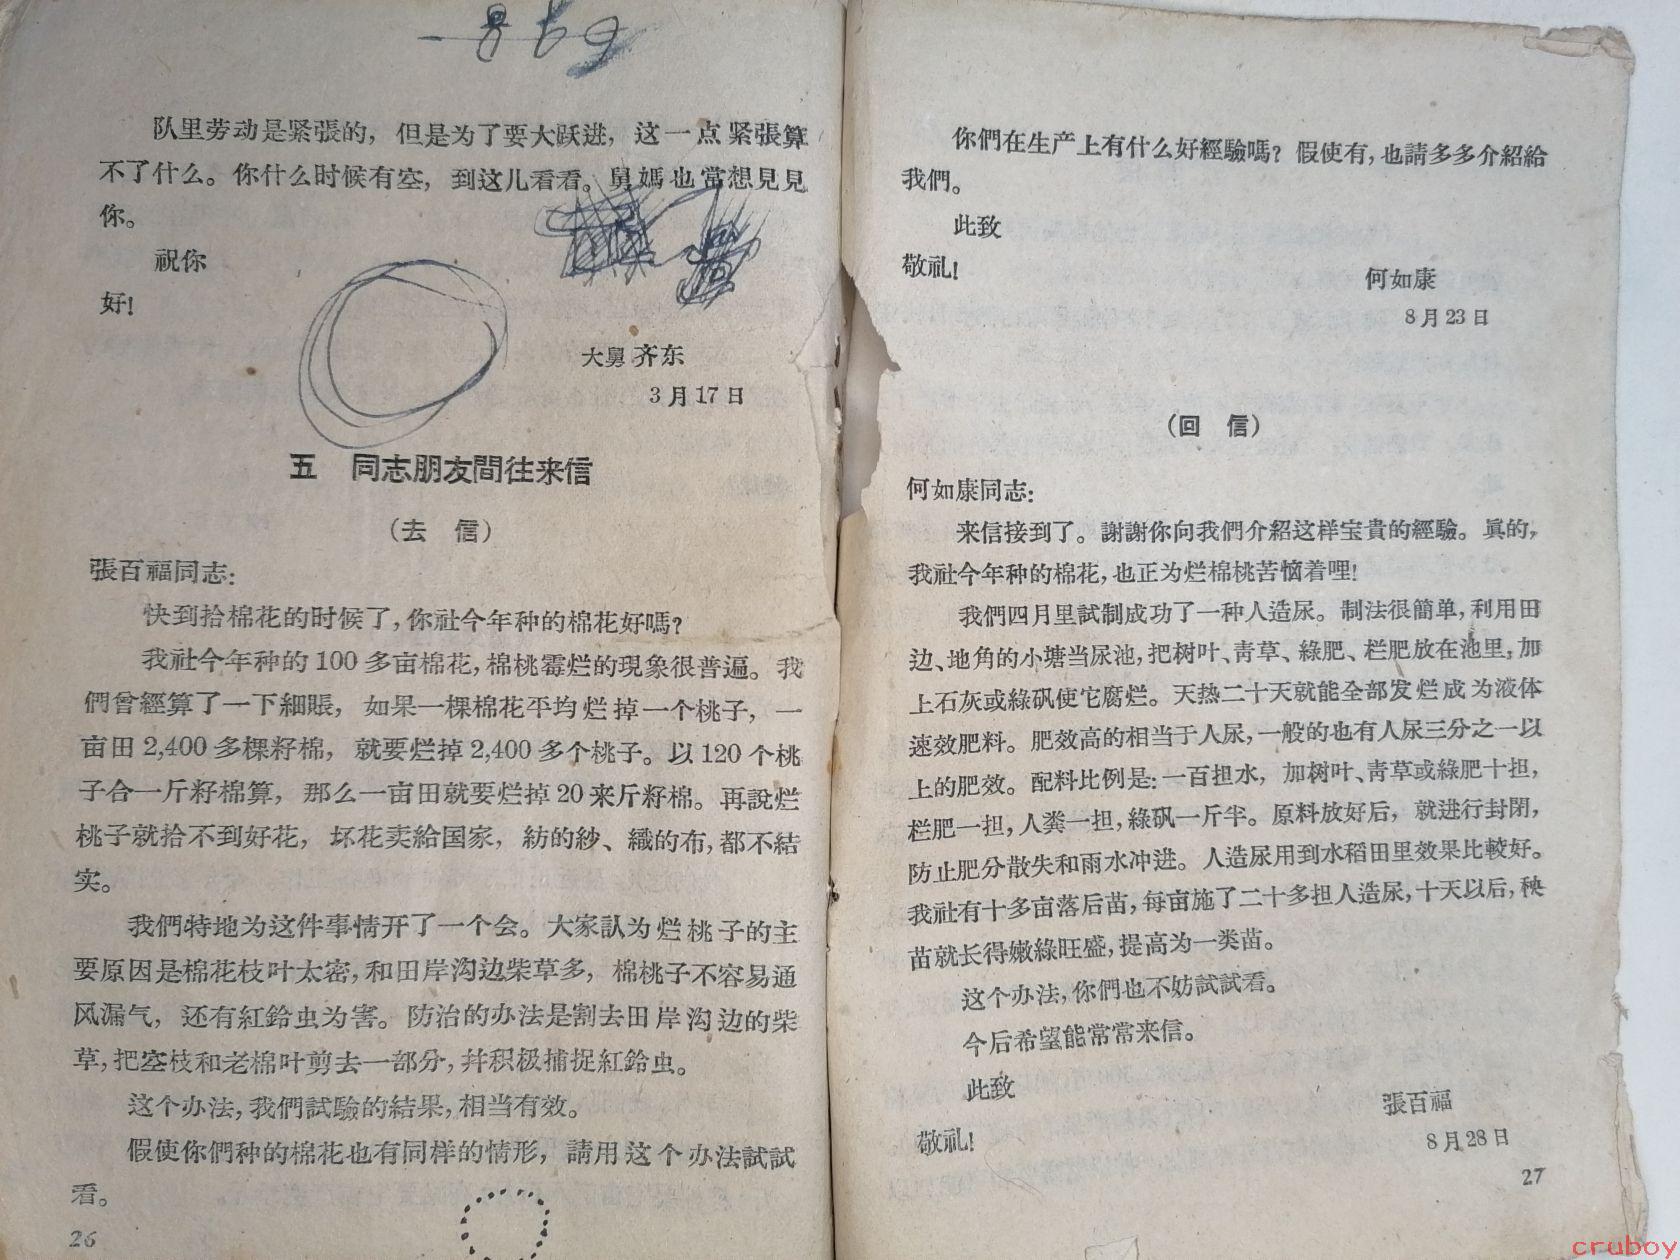 队里劳动是紧張的，但是为了要大跃进，这一点紧張算
不了什么。你什么时候有空，到这儿看看。舅媽也當想見見
你。
祝你
好！
大舅齐东
3月17日
五　同志朋友間往来信
（去　信）
張百福同志：
快到拾棉花的时候了，你社今年种的棉花好嗎？
我社今年种的100多亩棉花，棉桃霉烂的現象很普遍。我
們曾經算了一下細賬，如果一棵棉花平均烂掉一个桃子，一
亩田2,400多棵籽棉，就要烂掉2,400多个桃子。以120个桃
子合一斤籽棉算，那么一亩田就要烂掉20来斤籽棉。再說烂
桃子就拾不到好花，坏花卖給国家，紡的紗、織的布，都不結
实。
我們特地为这件事情开了一个会。大家認为烂桃子的主
要原因是棉花枝叶太密，和田岸沟边柴草多，棉桃子不容易通
风漏气，还有紅鈴虫为害。防治的办法是割去田岸沟边的柴
草，把空枝和老棉叶剪去一部分，幷积极捕捉紅鈴虫。
这个办法，我們試驗的結果，相当有效。
假使你們种的棉花也有同样的情形，請用这个办法試試
看。
26
你們在生产上有什么好經驗嗎？假使有，也請多多介紹給
我們。
此致
敬礼！
何如康
8月23日
（回　信）
何如康同志：
来信接到了。謝謝你向我們介紹这样宝貴的經驗。眞的，
我社今年种的棉花，也正为烂棉桃苦恼着哩！
我們四月里試制成功了一种人造尿。制法很簡单，利用田
边、地角的小塘当尿池，把树叶、靑草、綠肥、栏肥放在池里，加
上石灰或綠矾使它腐烂。天热二十天就能全部发烂成为液体
速效肥料。肥效高的相当于人尿，一般的也有人尿三分之一以
上的肥效。配料比例是：一百担水，加树叶、靑草或綠肥十担，
栏肥一担，人粪一担，綠矾一斤半。原料放好后，就进行封閉，
防止肥分散失和雨水冲进。人造尿用到水稻田里效果比較好。
我社有十多亩落后苗，每亩施了二十多担人造尿，十天以后，秧
苗就长得嫩綠旺盛，提高为一类苗。
这个办法，你們也不妨試試看。
今后希望能常常来信。
此致
敬礼！
張百福
8月28日
27
cruboy